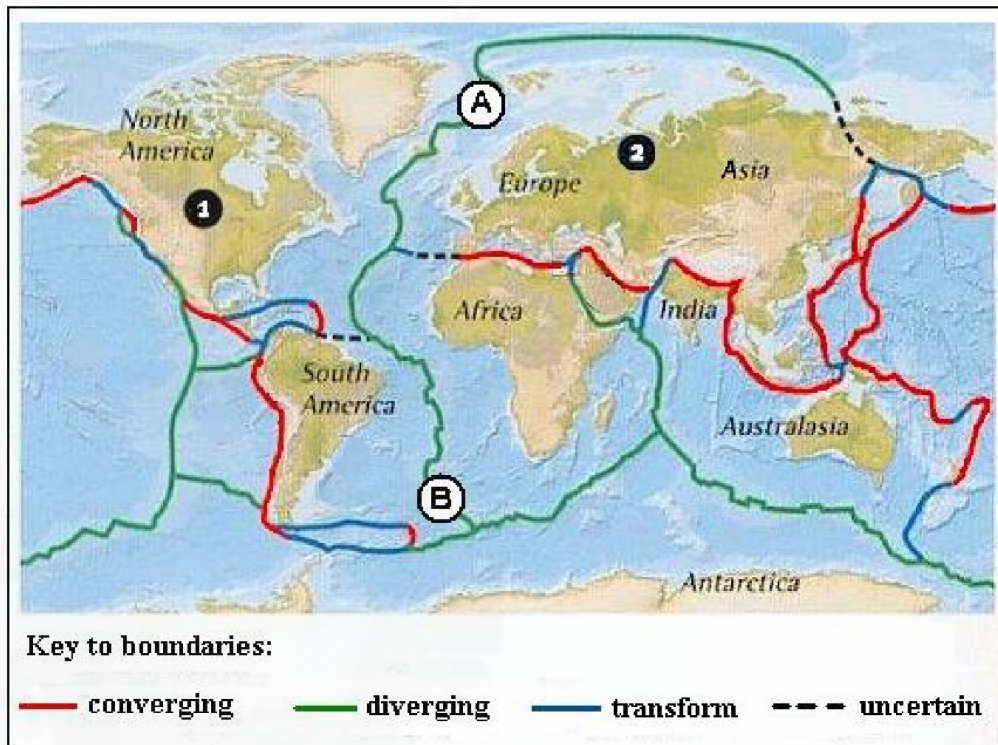 A
North
America
2
Europe
Asia
1
Africa
India
South
America
Australasia
B
Antarctica
Key to boundaries:
converging
diverging
transform
uncertain